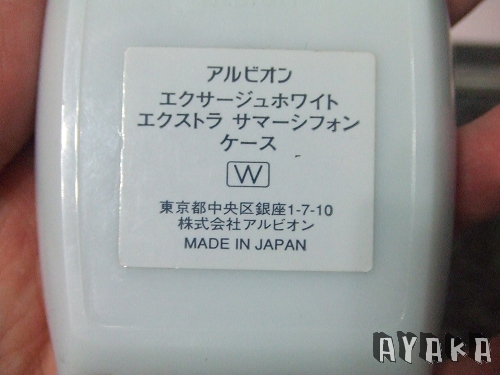 アルビオン
エクサージュホワイト
エクストラ サマーシフォン
ケース
W
東京都中央区銀座1-7-10
株式会社アルビオン
MADE IN JAPAN
AYAKA